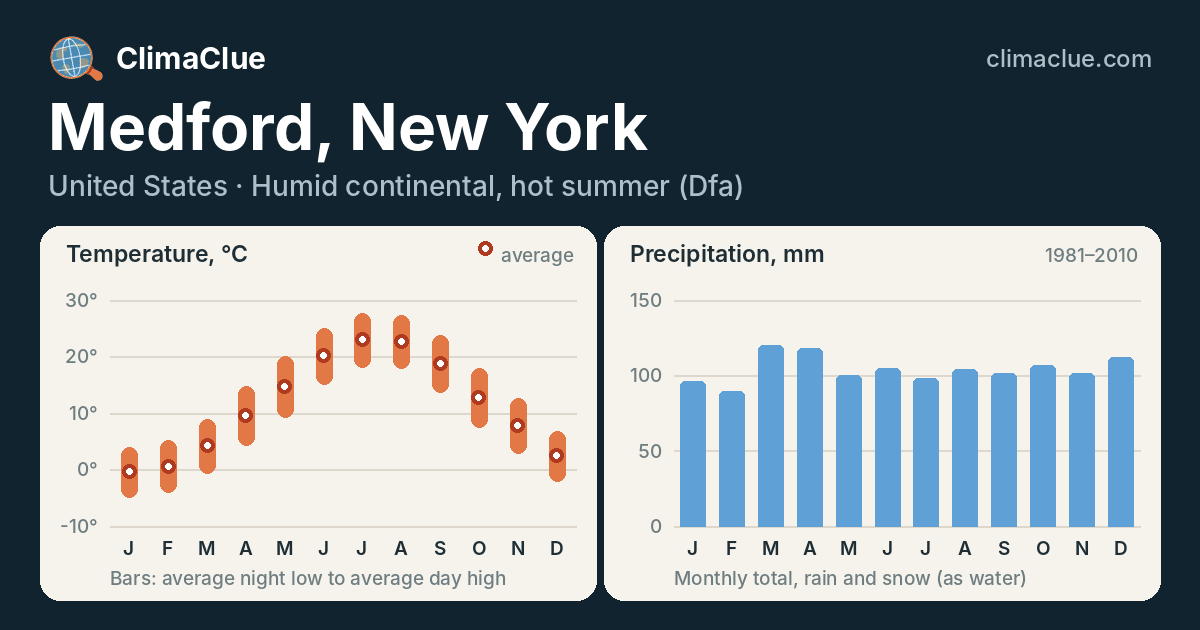 ClimaClue
climaclue.com
Medford, New York
United States · Humid continental, hot summer (Dfa)
Temperature, °C
average
30°
20°
10°
0°
-10°
J F M A M J J A S O N D
Bars: average night low to average day high
Precipitation, mm
1981–2010
150
100
50
0
J F M A M J J A S O N D
Monthly total, rain and snow (as water)